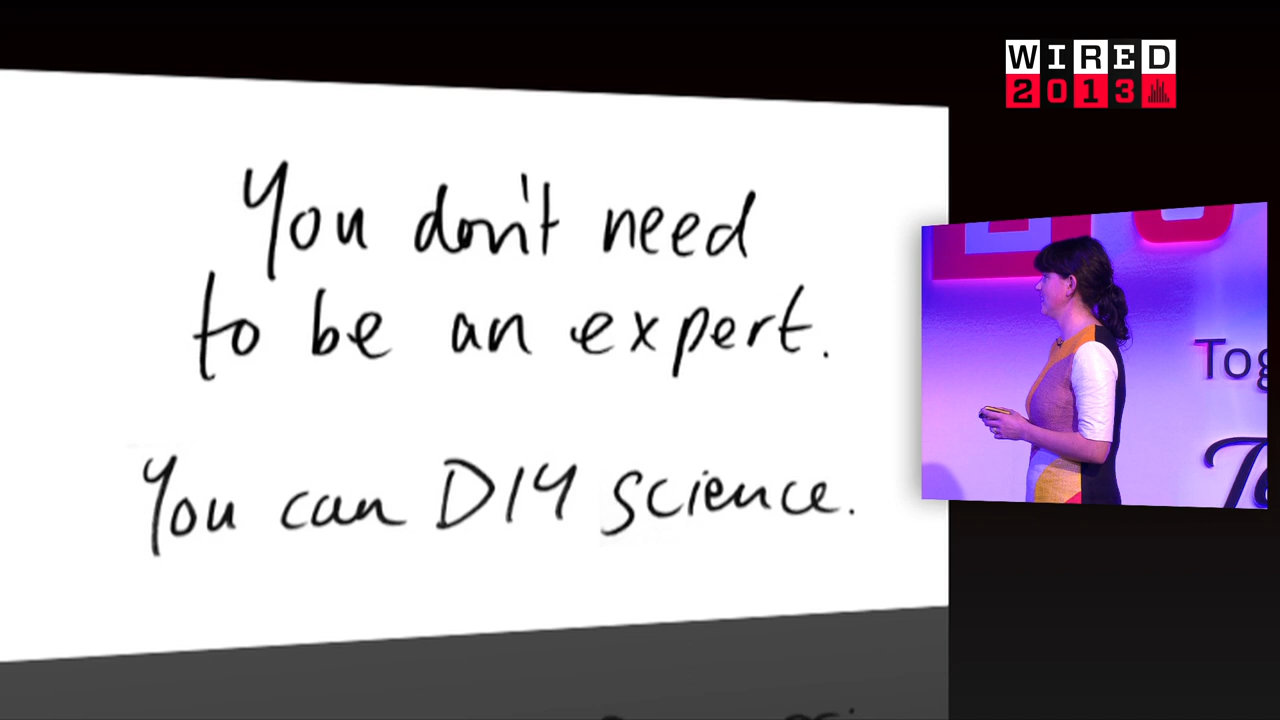 WIRED
2013
You don't need
to be an expert.
You can DIY science.
Tog